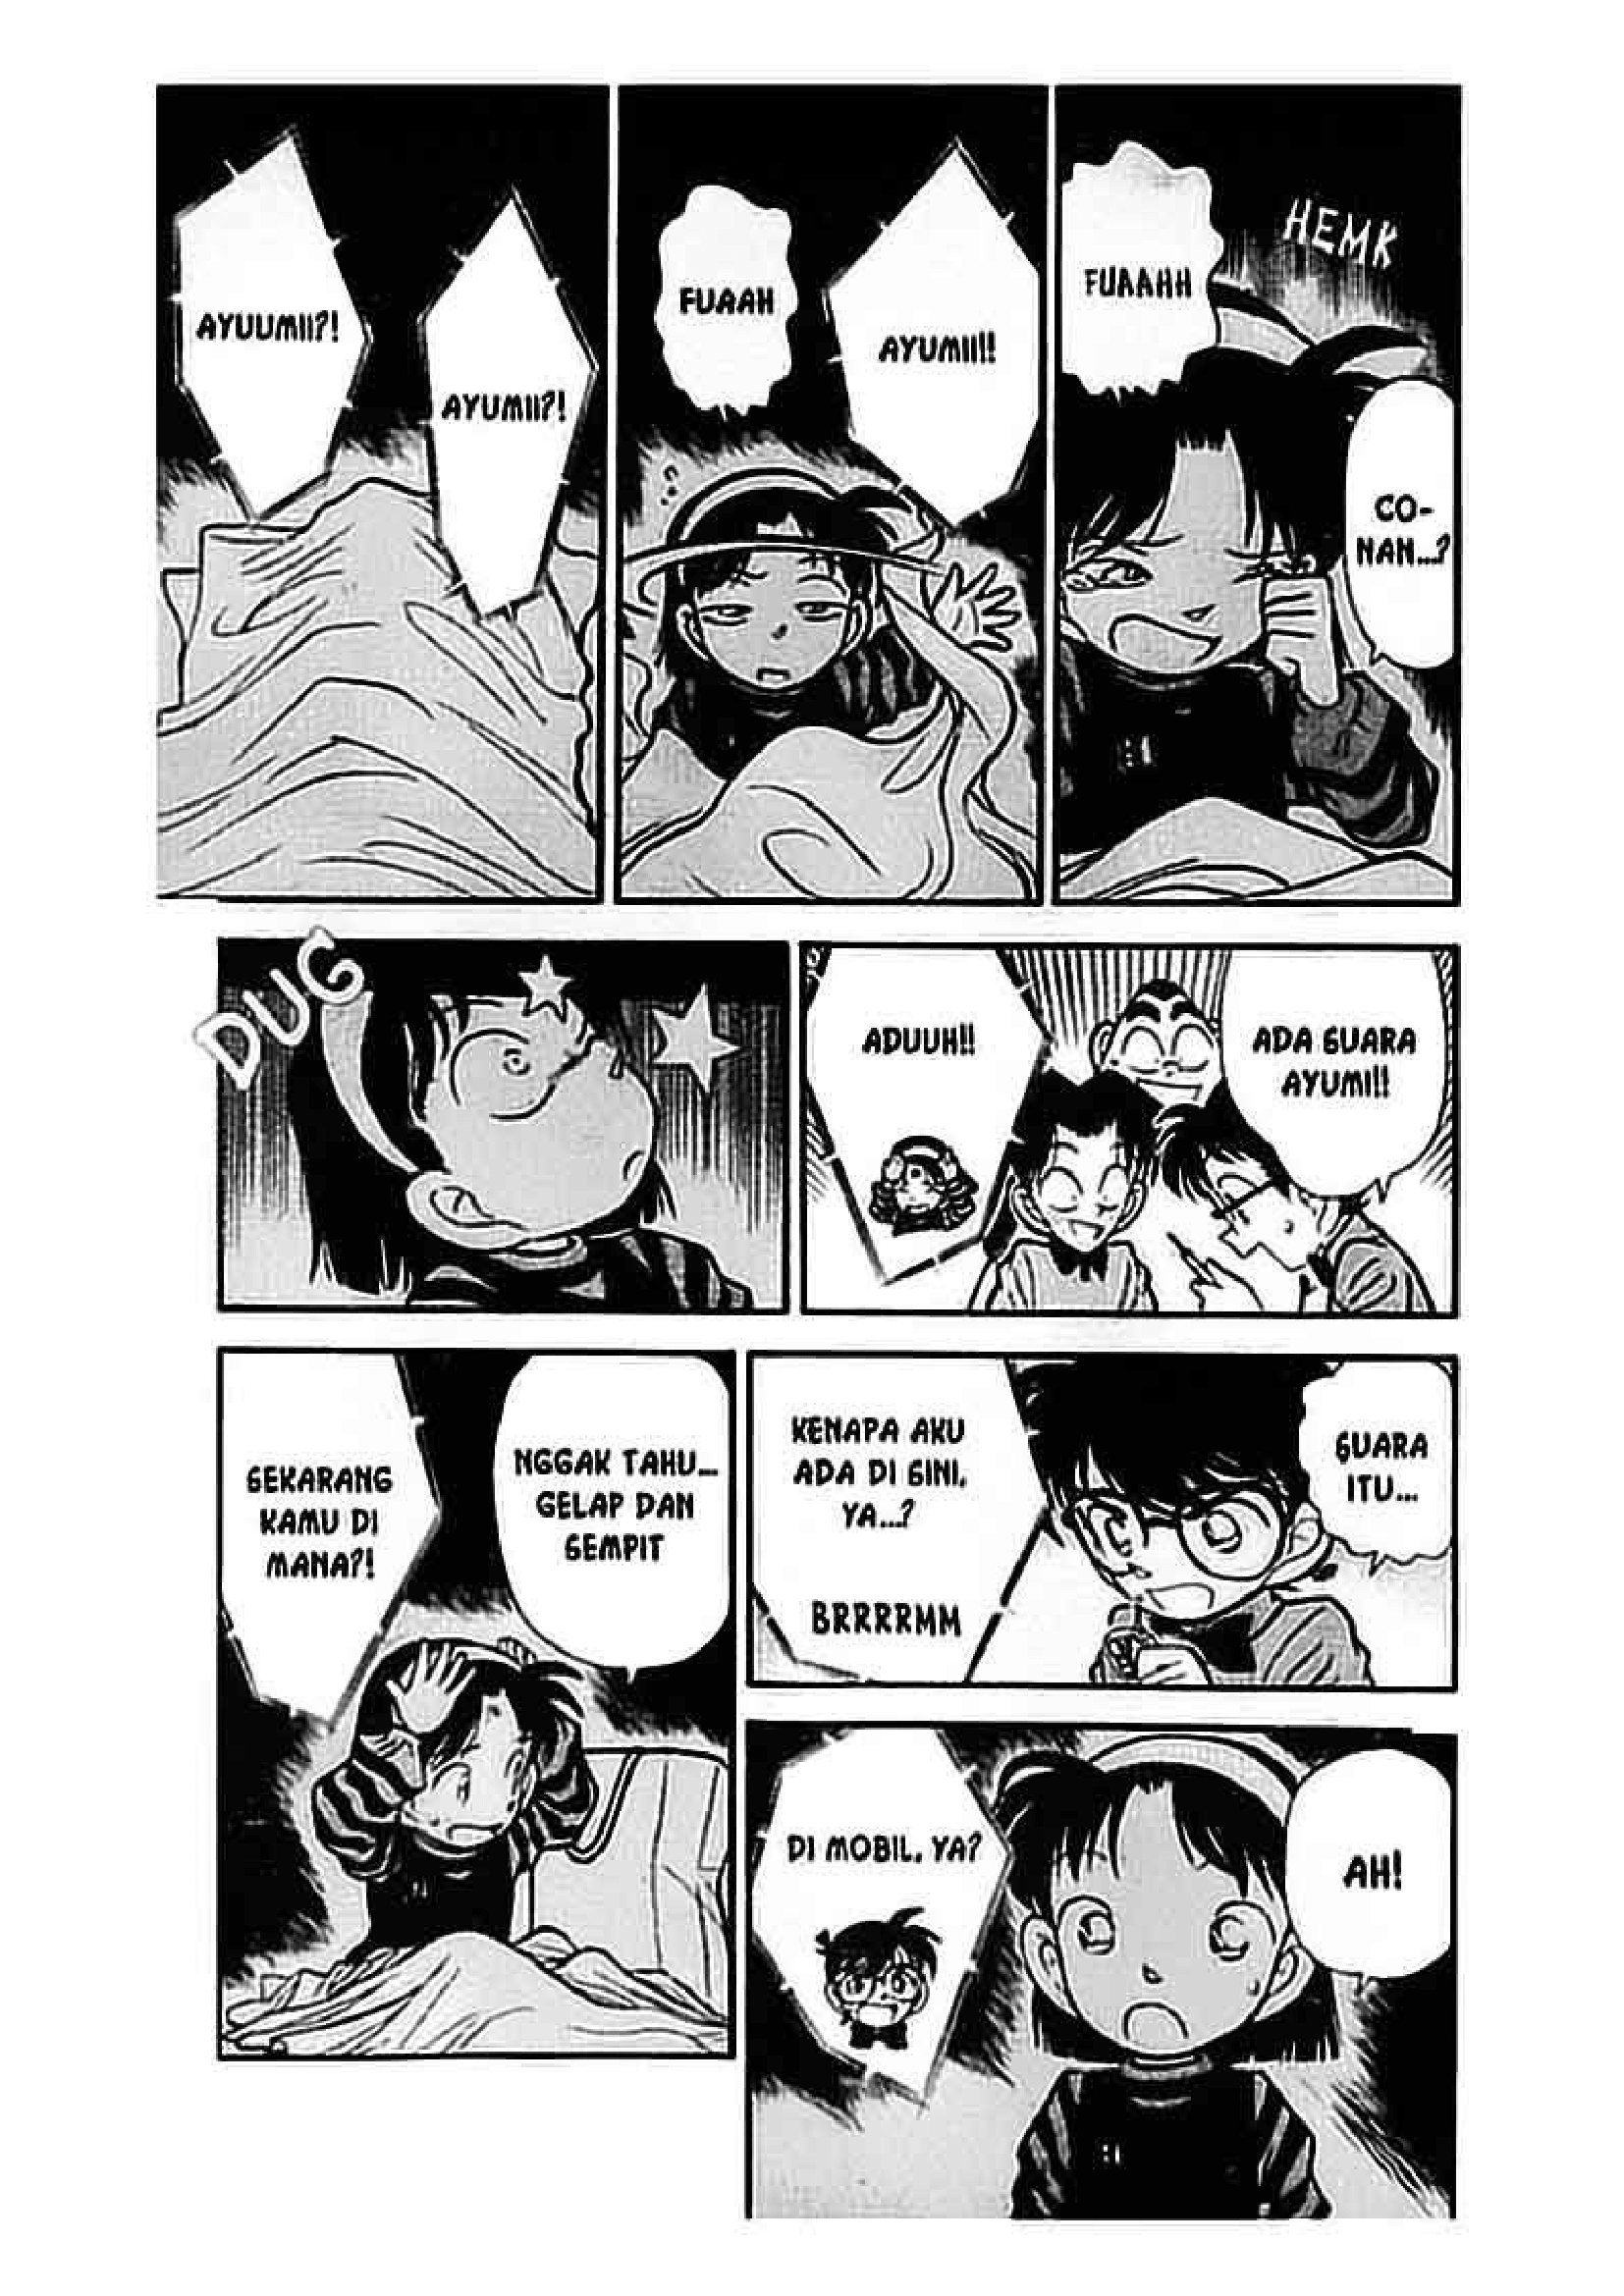 AYUUMII?!
AYUMII?!
FUAAH
AYUMII!!
FUAAHH
HEMK
CO-
NAN...?
DUG
ADUUH!!
ADA SUARA
AYUMI!!
SEKARANG
KAMU DI
MANA?!
NGGAK TAHU...
GELAP DAN
SEMPIT
KENAPA AKU
ADA DI SINI,
YA...?
BRRRRMM
SUARA
ITU...
DI MOBIL, YA?
AH!